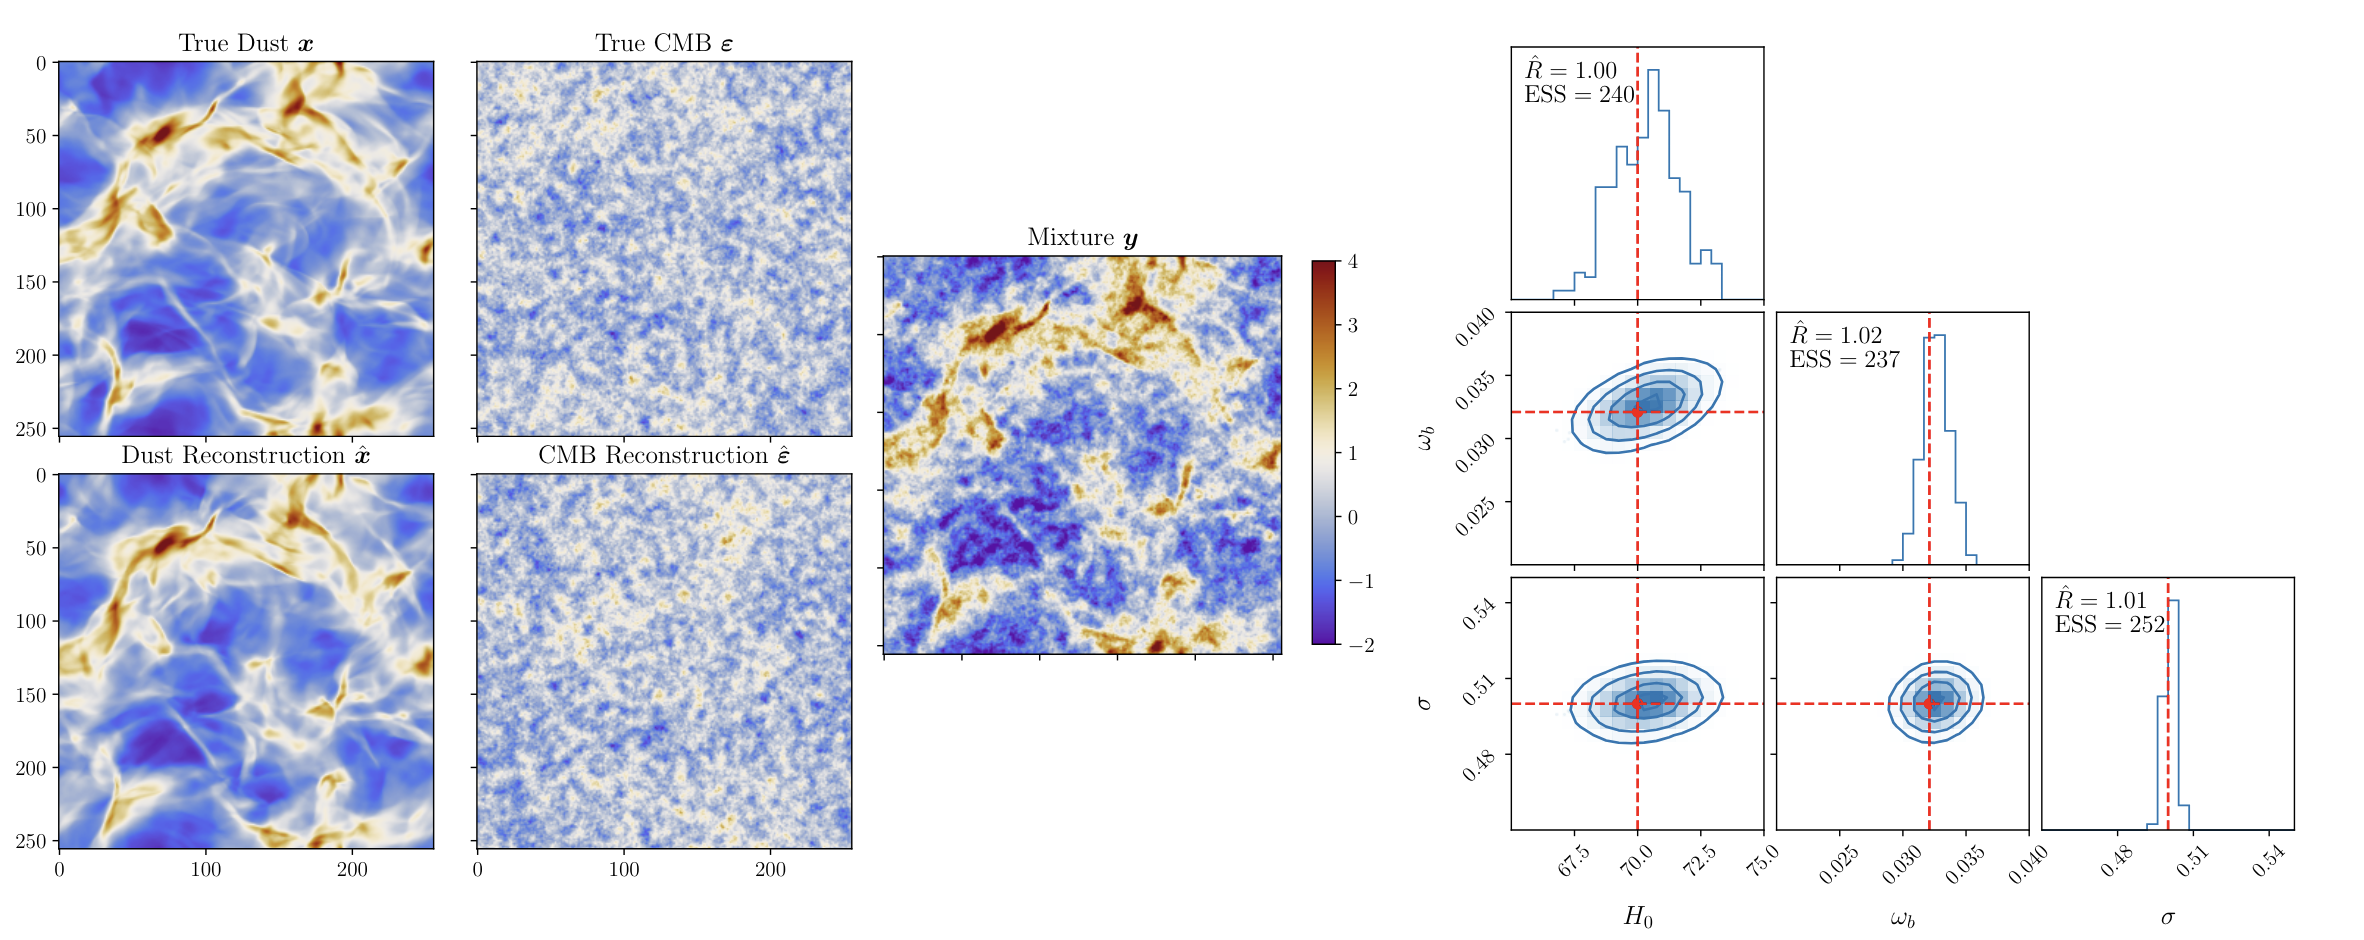 True Dust x
True CMB ε
0
50
100
150
200
250
Dust Reconstruction x̂
CMB Reconstruction ε̂
0
50
100
150
200
250
0 100 200
0 100 200
Mixture y
4
3
2
1
0
−1
−2
R̂ = 1.00
ESS = 240
0.040
0.035
0.030
0.025
ω_b
R̂ = 1.02
ESS = 237
0.54
0.51
0.48
σ
R̂ = 1.01
ESS = 252
67.5 70.0 72.5 75.0
0.025 0.030 0.035 0.040
0.48 0.51 0.54
H₀
ω_b
σ